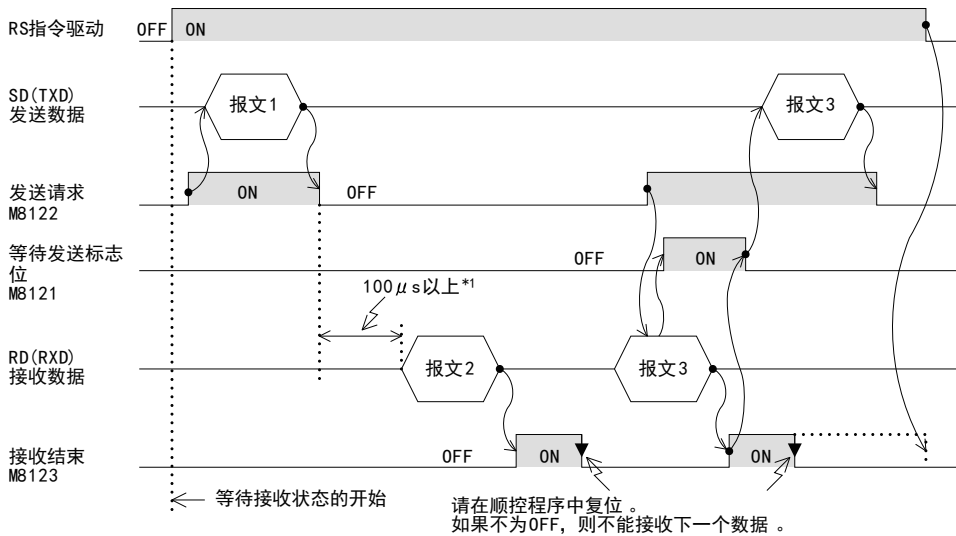 RS指令驱动
OFF
ON
SD(TXD)
发送数据
报文1
报文3
发送请求
M8122
ON
OFF
等待发送标志
位
M8121
OFF
ON
100μs以上*1
RD(RXD)
接收数据
报文2
报文3
接收结束
M8123
OFF
ON
ON
等待接收状态的开始
请在顺控程序中复位。
如果不为OFF，则不能接收下一个数据。